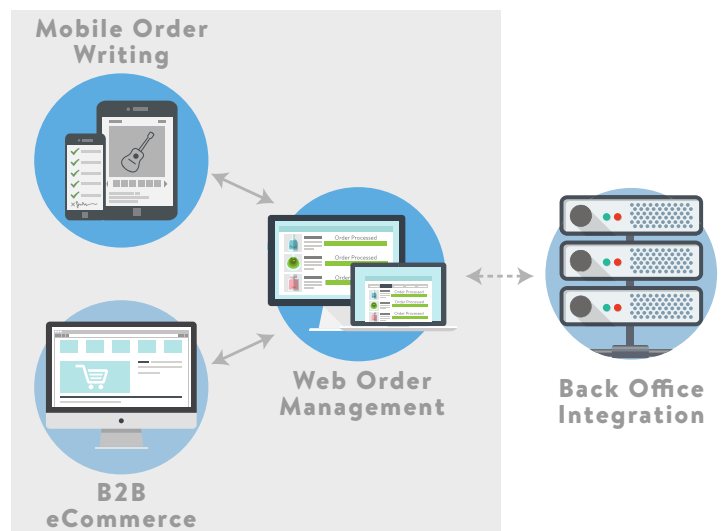 Mobile Order
Writing
Order Processed
Order Processed
Order
Order Processed
Order Processed
Order Processed
Web Order
Management
Back Office
Integration
B2B
eCommerce